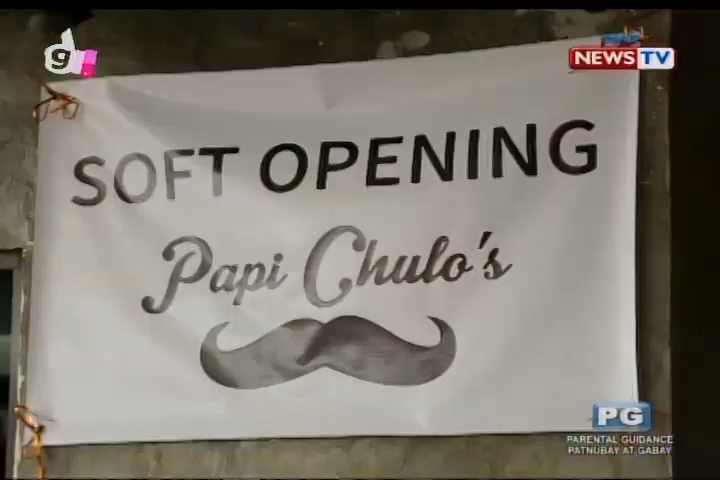 g
NEWS TV
SOFT OPENING
Papi Chulo's
PG
PARENTAL GUIDANCE
PATNUBAY AT GABAY